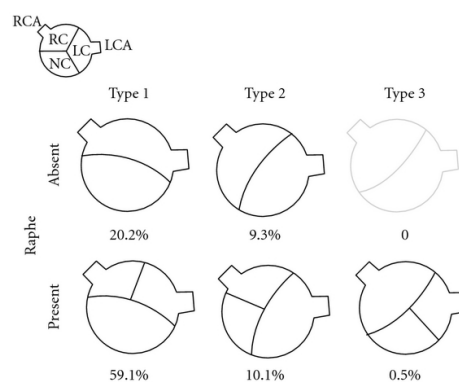 RCA
RC
LC
LCA
NC
Type 1
Type 2
Type 3
Absent
20.2%
9.3%
0
Raphe
Present
59.1%
10.1%
0.5%